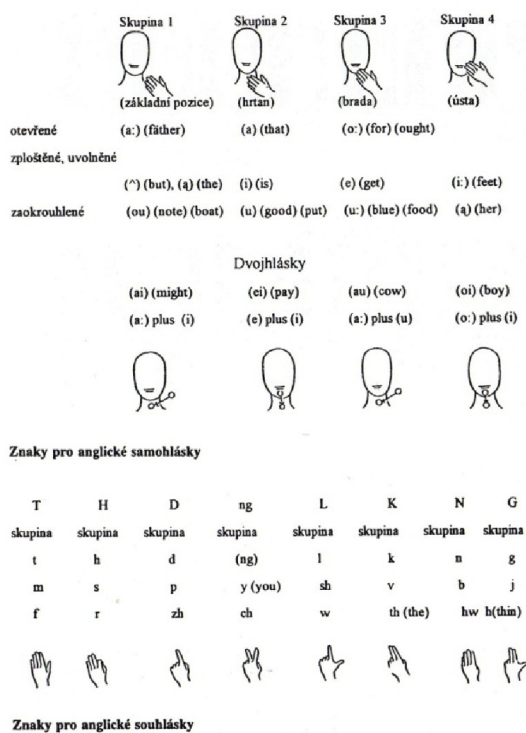 Skupina 1 Skupina 2 Skupina 3 Skupina 4
(základní pozice) (hrtan) (brada) (ústa)
otevřené (a:) (father) (a) (that) (o:) (for) (ought)
zploštěné, uvolněné
(^) (but), (ą) (the) (i) (is) (e) (get) (i:) (feet)
zaokrouhlené (ou) (note) (boat) (u) (good) (put) (u:) (blue) (food) (ą) (her)
Dvojhlásky
(ai) (might) (ei) (pay) (au) (cow) (oi) (boy)
(a:) plus (i) (e) plus (i) (a:) plus (u) (o:) plus (i)
Znaky pro anglické samohlásky
T H D ng L K N G
skupina skupina skupina skupina skupina skupina skupina skupina
t h d (ng) l k n g
m s p y (you) sh v b j
f r zh ch w th (the) hw h(thin)
Znaky pro anglické souhlásky